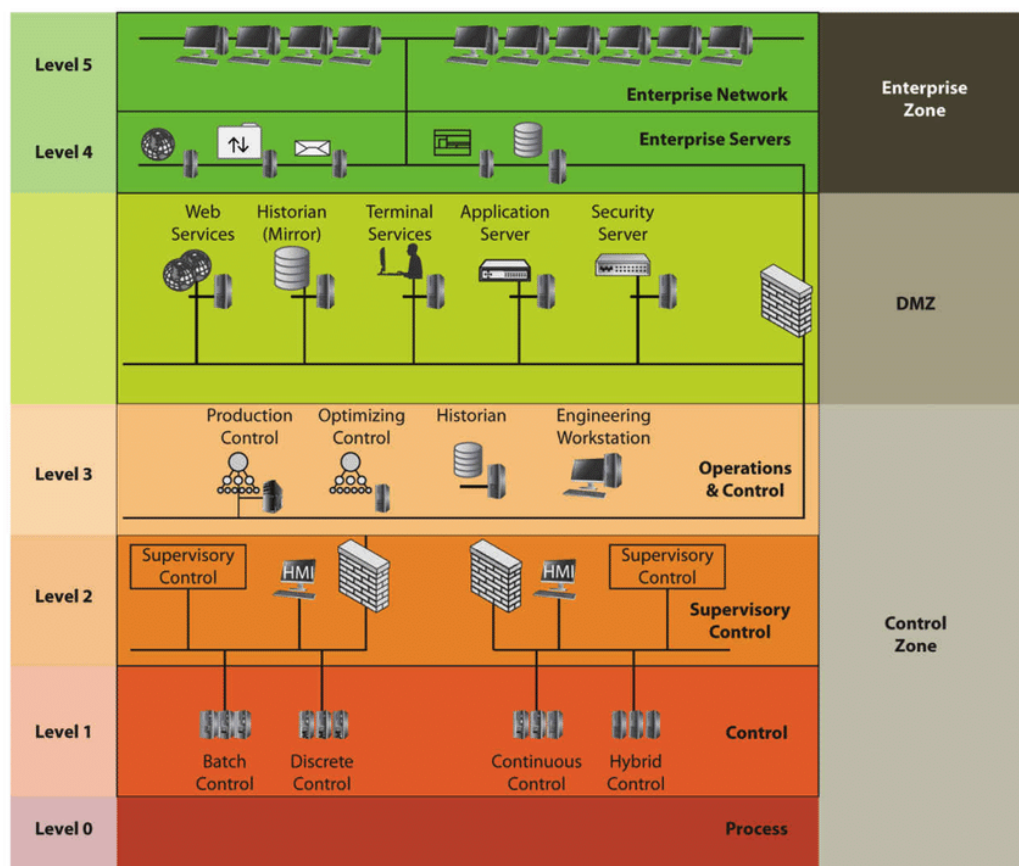 Level 5
Enterprise Network
Enterprise
Zone
Level 4
Enterprise Servers
Web
Services
Historian
(Mirror)
Terminal
Services
Application
Server
Security
Server
DMZ
Level 3
Production
Control
Optimizing
Control
Historian
Engineering
Workstation
Operations
& Control
Level 2
Supervisory
Control
HMI
HMI
Supervisory
Control
Supervisory
Control
Control
Zone
Level 1
Batch
Control
Discrete
Control
Continuous
Control
Hybrid
Control
Control
Level 0
Process